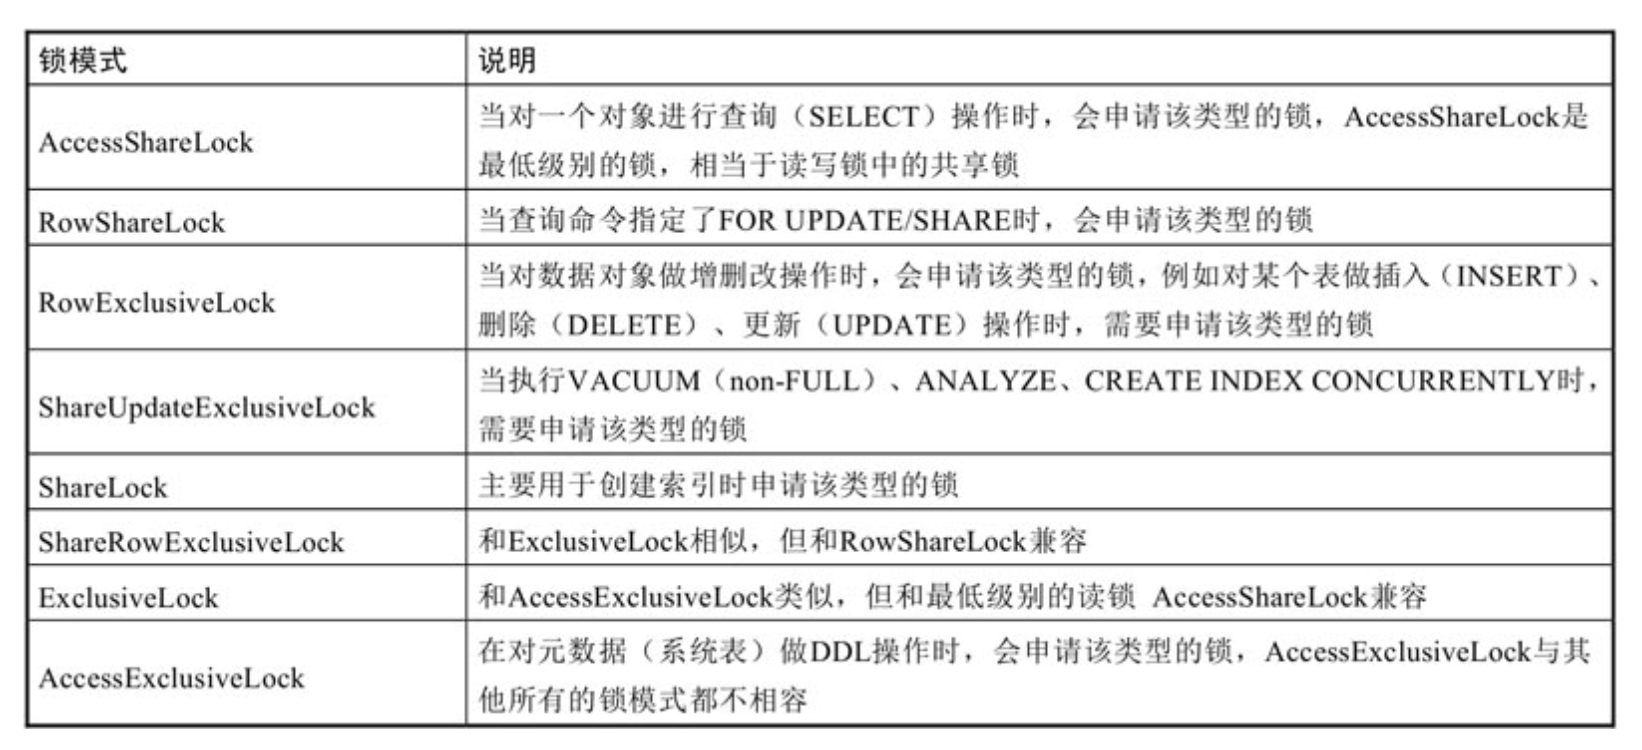 锁模式 说明
AccessShareLock
当对一个对象进行查询（SELECT）操作时，会申请该类型的锁，AccessShareLock是
最低级别的锁，相当于读写锁中的共享锁
RowShareLock 当查询命令指定了FOR UPDATE/SHARE时，会申请该类型的锁
RowExclusiveLock
当对数据对象做增删改操作时，会申请该类型的锁，例如对某个表做插入（INSERT）、
删除（DELETE）、更新（UPDATE）操作时，需要申请该类型的锁
ShareUpdateExclusiveLock
当执行VACUUM（non-FULL）、ANALYZE、CREATE INDEX CONCURRENTLY时，
需要申请该类型的锁
ShareLock 主要用于创建索引时申请该类型的锁
ShareRowExclusiveLock 和ExclusiveLock相似，但和RowShareLock兼容
ExclusiveLock 和AccessExclusiveLock类似，但和最低级别的读锁 AccessShareLock兼容
AccessExclusiveLock
在对元数据（系统表）做DDL操作时，会申请该类型的锁，AccessExclusiveLock与其
他所有的锁模式都不相容